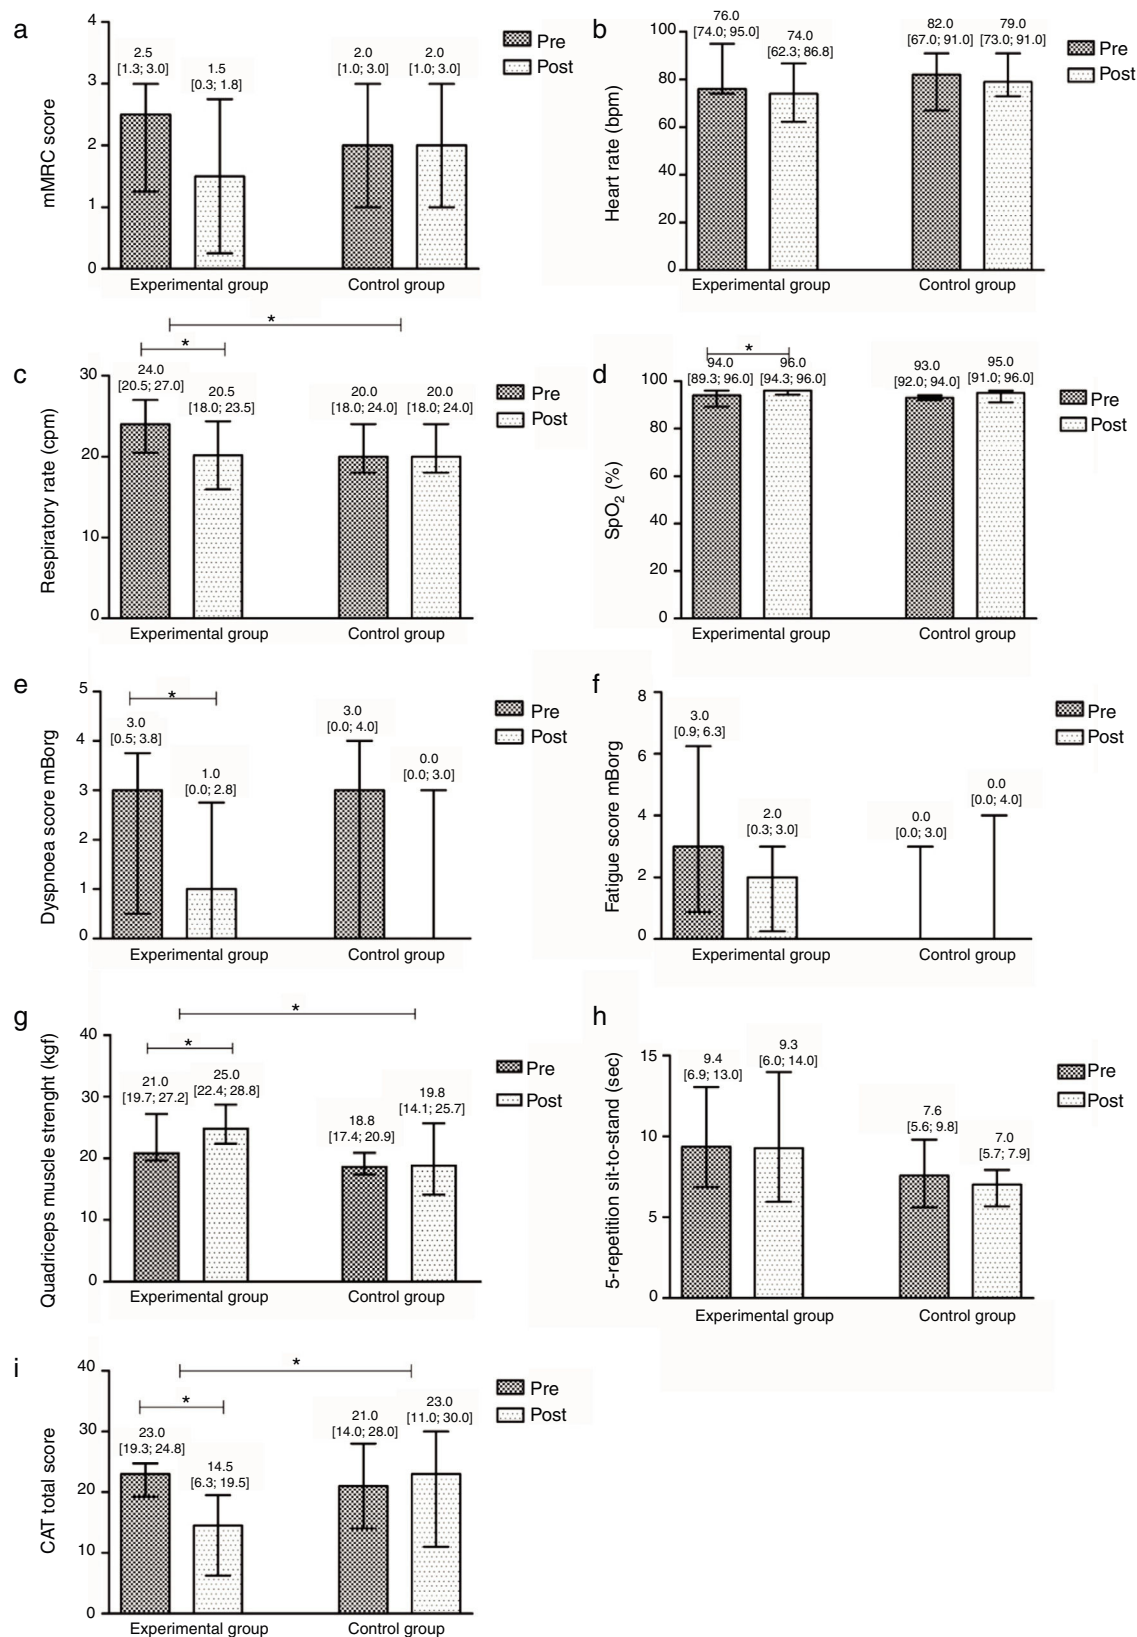 a
4
3
2
1
0
mMRC score
2.5
[1.3; 3.0]
1.5
[0.3; 1.8]
2.0
[1.0; 3.0]
2.0
[1.0; 3.0]
Pre
Post
Experimental group
Control group
b
100
80
60
40
20
0
Heart rate (bpm)
76.0
[74.0; 95.0]
74.0
[62.3; 86.8]
82.0
[67.0; 91.0]
79.0
[73.0; 91.0]
Pre
Post
Experimental group
Control group
c
30
20
10
0
Respiratory rate (cpm)
*
*
24.0
[20.5; 27.0]
20.5
[18.0; 23.5]
20.0
[18.0; 24.0]
20.0
[18.0; 24.0]
Pre
Post
Experimental group
Control group
d
100
80
60
40
20
0
SpO2 (%)
*
94.0
[89.3; 96.0]
96.0
[94.3; 96.0]
93.0
[92.0; 94.0]
95.0
[91.0; 96.0]
Pre
Post
Experimental group
Control group
e
5
4
3
2
1
0
Dyspnoea score mBorg
*
3.0
[0.5; 3.8]
1.0
[0.0; 2.8]
3.0
[0.0; 4.0]
0.0
[0.0; 3.0]
Pre
Post
Experimental group
Control group
f
8
6
4
2
0
Fatigue score mBorg
3.0
[0.9; 6.3]
2.0
[0.3; 3.0]
0.0
[0.0; 3.0]
0.0
[0.0; 4.0]
Pre
Post
Experimental group
Control group
g
40
30
20
10
0
Quadriceps muscle strenght (kgf)
*
*
21.0
[19.7; 27.2]
25.0
[22.4; 28.8]
18.8
[17.4; 20.9]
19.8
[14.1; 25.7]
Pre
Post
Experimental group
Control group
h
15
10
5
0
5-repetition sit-to-stand (sec)
9.4
[6.9; 13.0]
9.3
[6.0; 14.0]
7.6
[5.6; 9.8]
7.0
[5.7; 7.9]
Pre
Post
Experimental group
Control group
i
40
30
20
10
0
CAT total score
*
*
23.0
[19.3; 24.8]
14.5
[6.3; 19.5]
21.0
[14.0; 28.0]
23.0
[11.0; 30.0]
Pre
Post
Experimental group
Control group